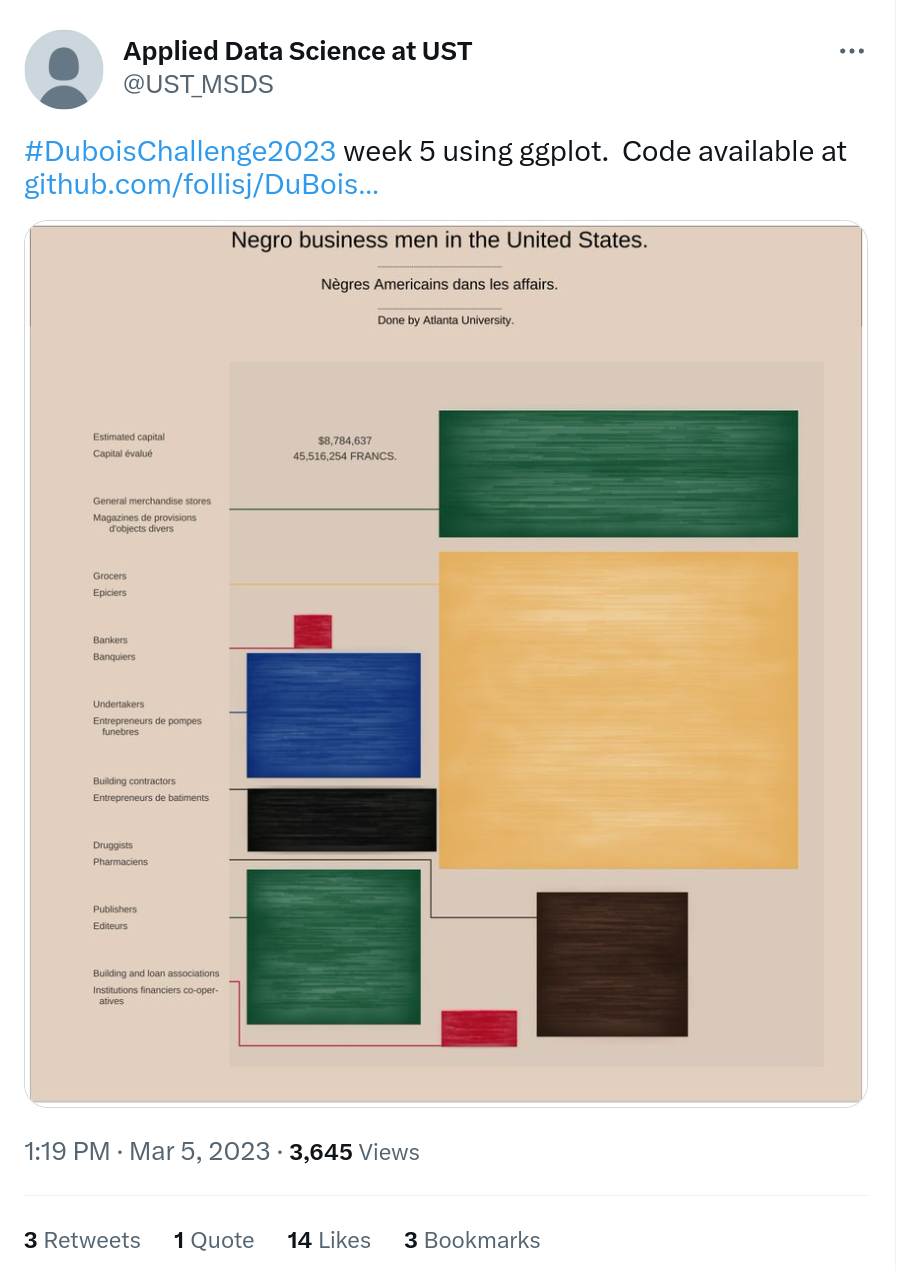 Applied Data Science at UST
@UST_MSDS
#DuboisChallenge2023 week 5 using ggplot.  Code available at
github.com/follisj/DuBois...
Negro business men in the United States.
Nègres Americains dans les affairs.
Done by Atlanta University.
Estimated capital
Capital évalué
$8,784,637
45,516,254 FRANCS.
General merchandise stores
Magazines de provisions
d'objects divers
Grocers
Epiciers
Bankers
Banquiers
Undertakers
Entrepreneurs de pompes
funebres
Building contractors
Entrepreneurs de batiments
Druggists
Pharmaciens
Publishers
Editeurs
Building and loan associations
Institutions financiers co-oper-
atives
1:19 PM · Mar 5, 2023 · 3,645 Views
3 Retweets 1 Quote 14 Likes 3 Bookmarks